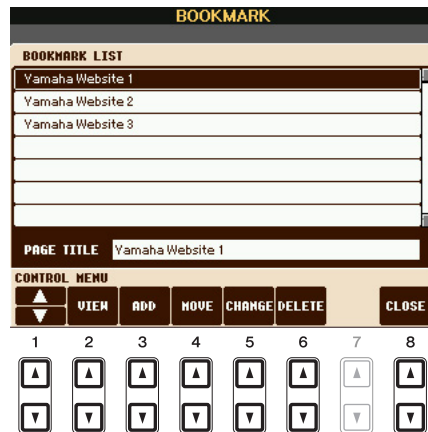 BOOKMARK
BOOKMARK LIST
Yamaha Website 1
Yamaha Website 2
Yamaha Website 3
PAGE TITLE Yamaha Website 1
CONTROL MENU
VIEW ADD MOVE CHANGE DELETE CLOSE
1 2 3 4 5 6 7 8